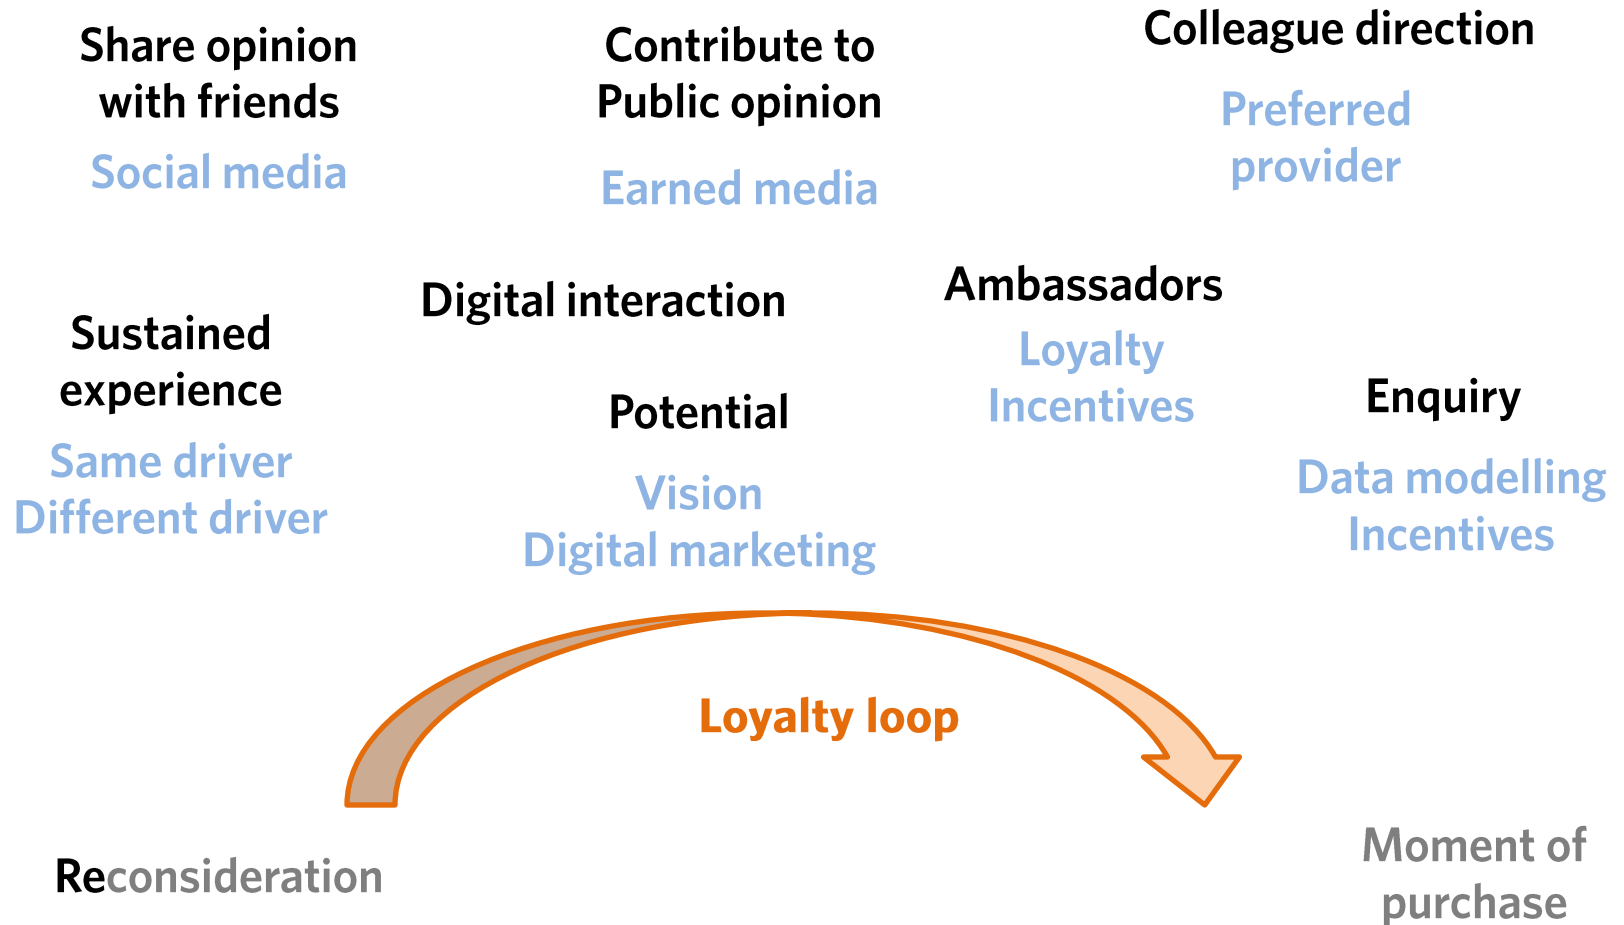 Share opinion
with friends
Social media
Contribute to
Public opinion
Earned media
Colleague direction
Preferred
provider
Sustained
experience
Same driver
Different driver
Digital interaction
Potential
Vision
Digital marketing
Ambassadors
Loyalty
Incentives
Enquiry
Data modelling
Incentives
Loyalty loop
Reconsideration
Moment of
purchase